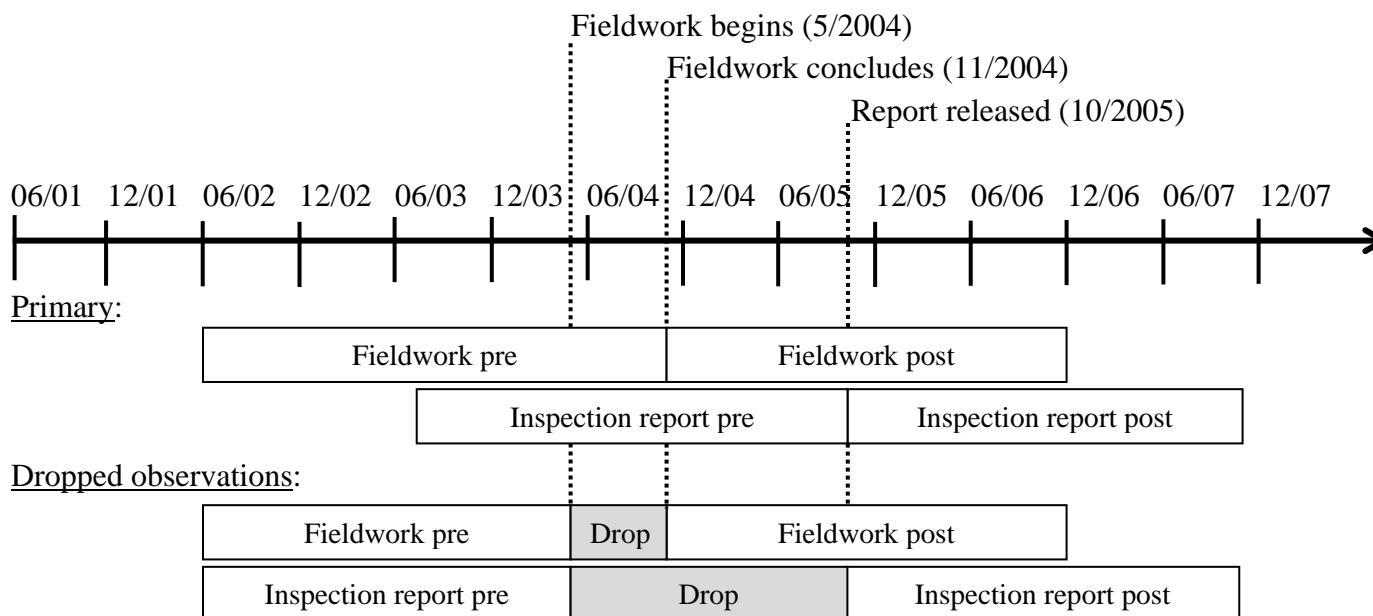 Fieldwork begins (5/2004)
Fieldwork concludes (11/2004)
Report released (10/2005)
06/01 12/01 06/02 12/02 06/03 12/03 06/04 12/04 06/05 12/05 06/06 12/06 06/07 12/07
Primary:
Fieldwork pre Fieldwork post
Inspection report pre Inspection report post
Dropped observations:
Fieldwork pre Drop Fieldwork post
Inspection report pre Drop Inspection report post